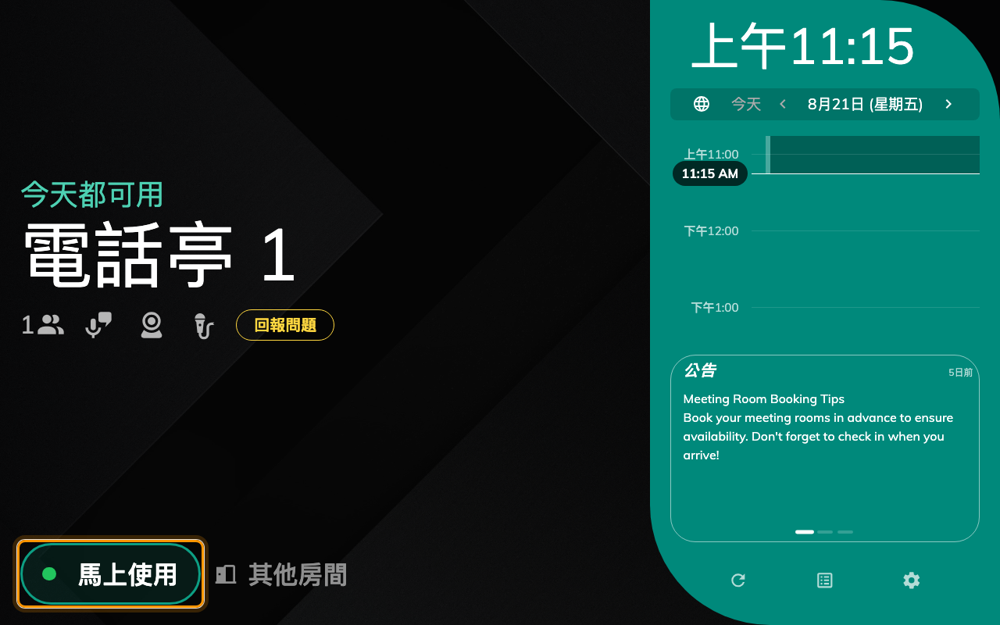 今天都可用
電話亭 1
1
回報問題
馬上使用
其他房間
上午11:15
今天
8月21日 (星期五)
上午11:00
11:15 AM
下午12:00
下午1:00
公告
5日前
Meeting Room Booking Tips
Book your meeting rooms in advance to ensure
availability. Don't forget to check in when you
arrive!